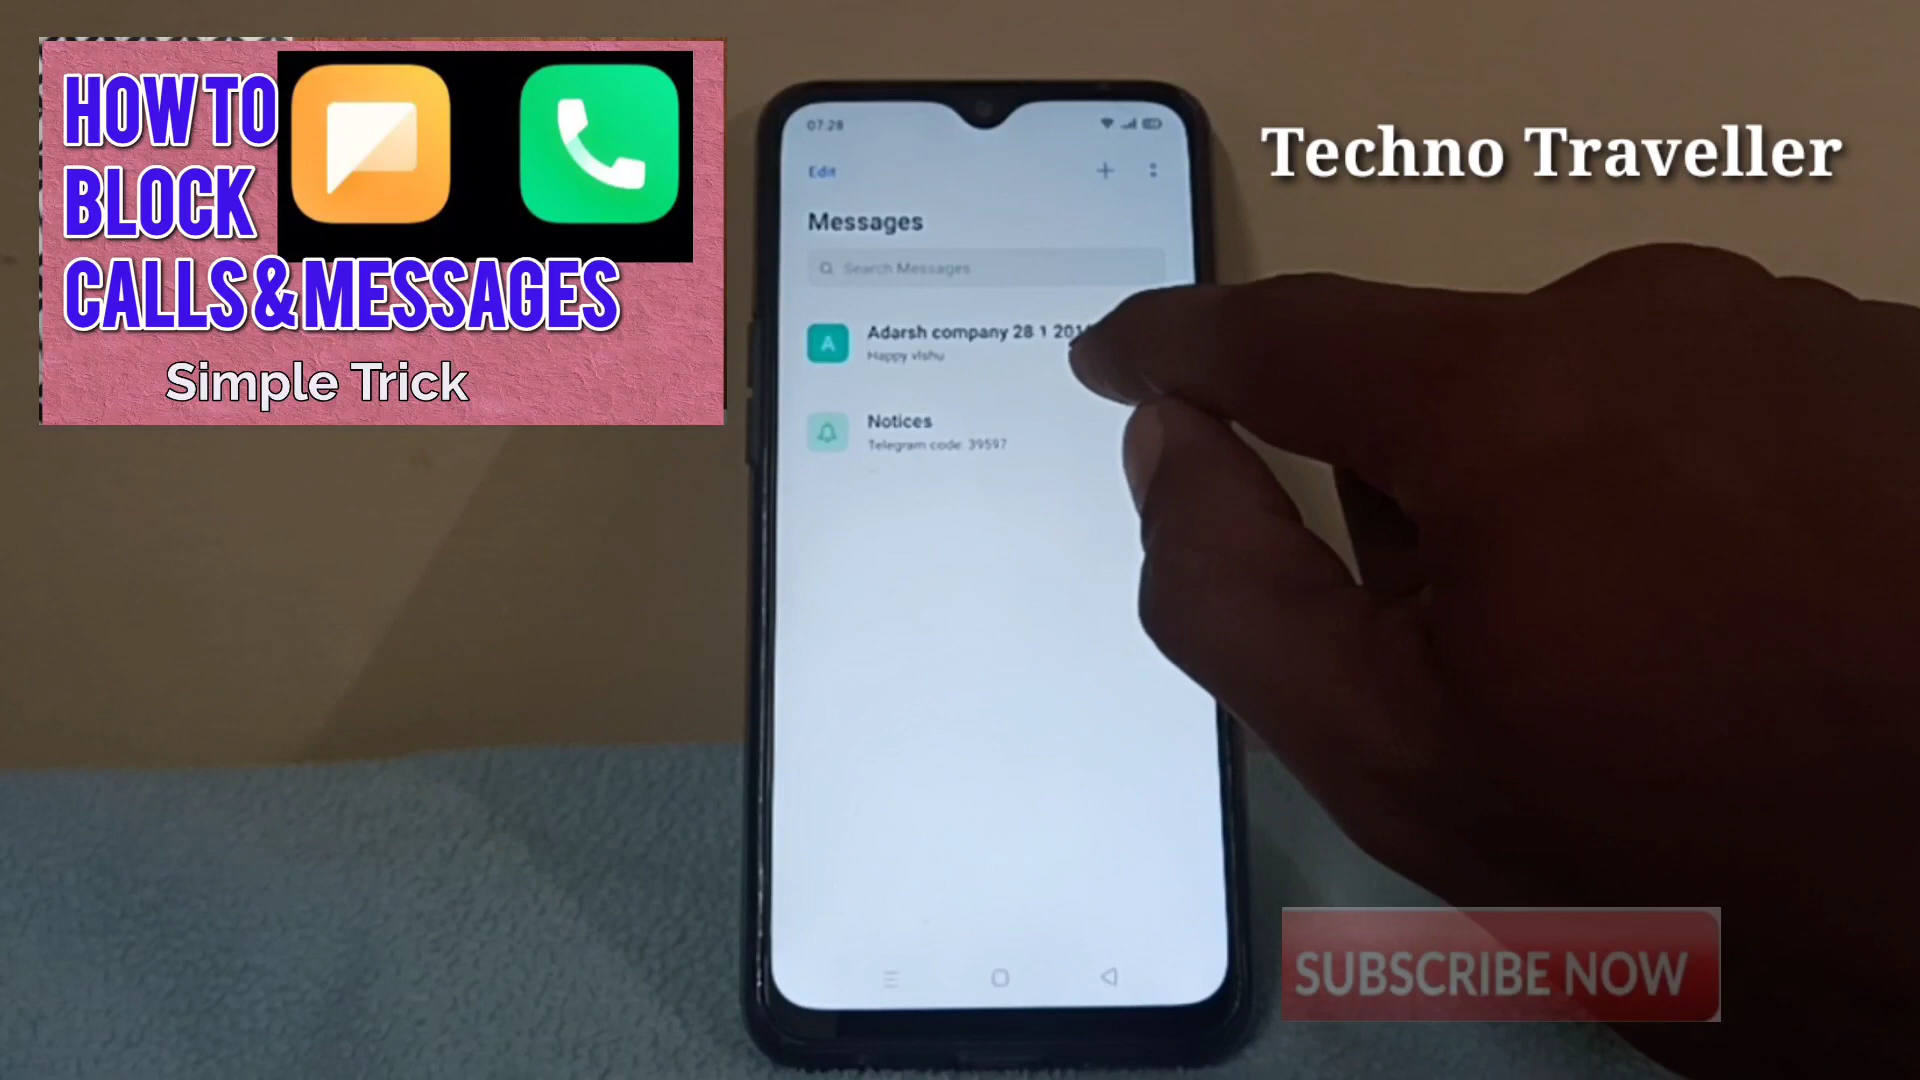 HOW TO
BLOCK
CALLS & MESSAGES
Simple Trick
Techno Traveller
07:28
Edit
Messages
Search Messages
A
Adarsh company 28 1 201
Happy vishu
Notices
Telegram code: 39597
SUBSCRIBE NOW